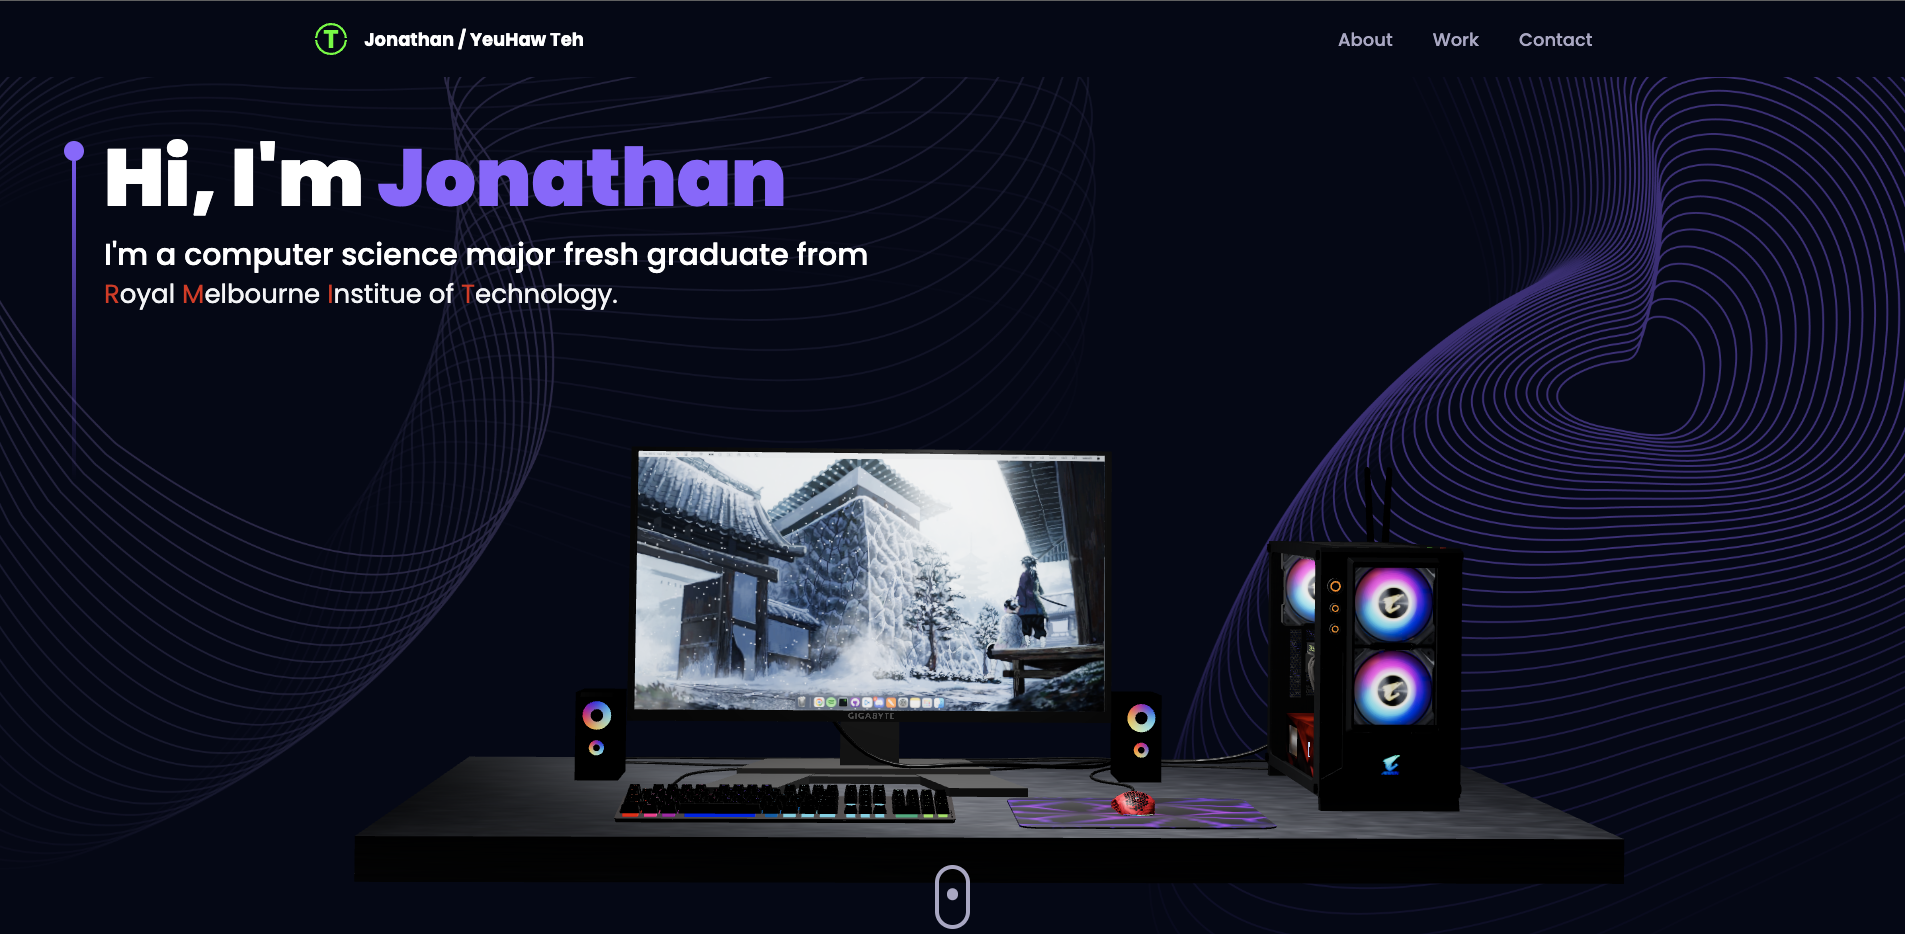 T Jonathan / YeuHaw Teh
About Work Contact
Hi, I'm Jonathan
I'm a computer science major fresh graduate from
Royal Melbourne Institue of Technology.
GIGABYTE